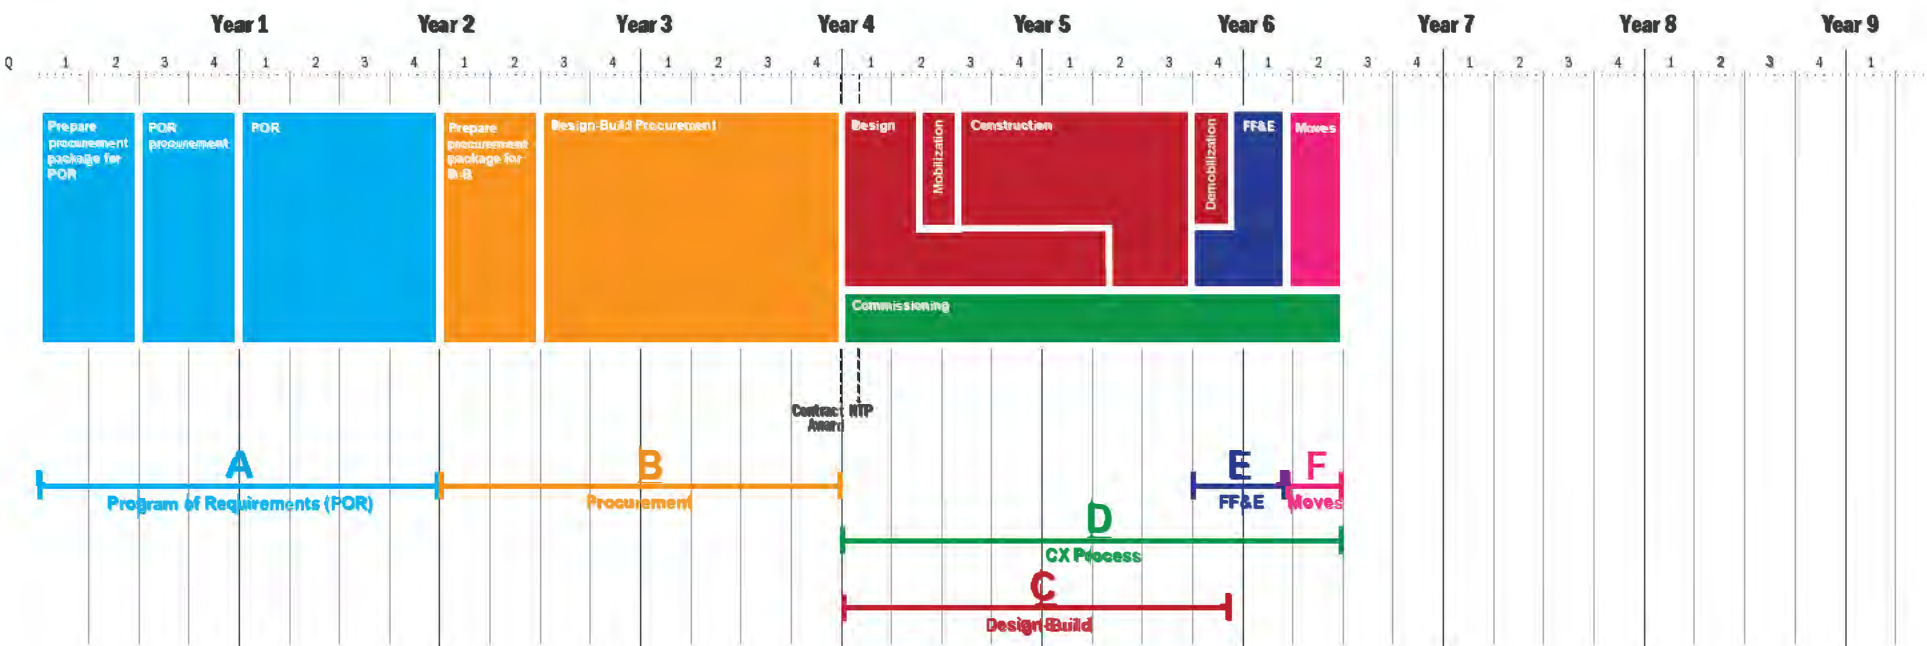 Year 1 Year 2 Year 3 Year 4 Year 5 Year 6 Year 7 Year 8 Year 9
Q 1 2 3 4 1 2 3 4 1 2 3 4 1 2 3 4 1 2 3 4 1 2 3 4 1 2 3 4 1 2 3 4 1 2 3 4 1
Prepare
procurement
package for
POR
POR
procurement
POR
Prepare
procurement
package for
D-B
Design-Build Procurement
Design
Mobilization
Construction
Demobilization
FF&E
Moves
Commissioning
Contract
Award
NTP
A
Program of Requirements (POR)
B
Procurement
E
FF&E
F
Moves
D
CX Process
C
Design-Build